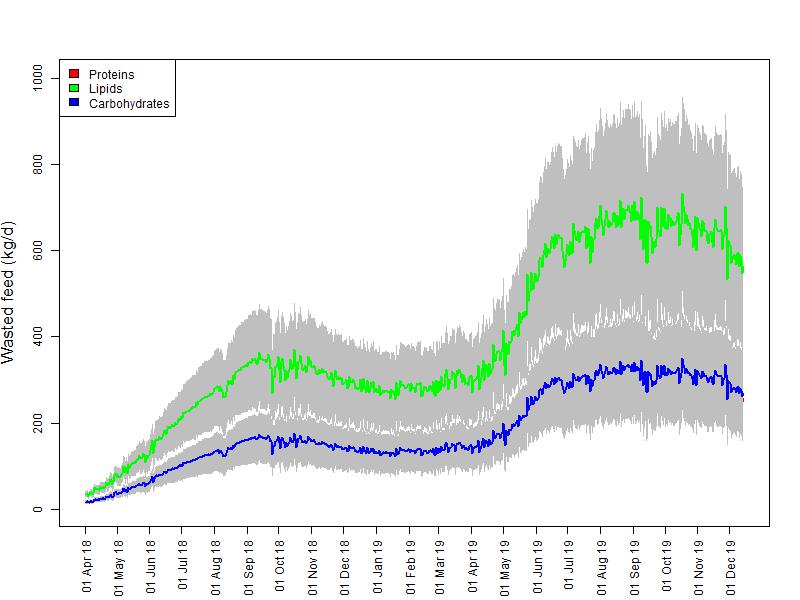 Proteins
Lipids
Carbohydrates
Wasted feed (kg/d)
1000
800
600
400
200
0
01 Apr 18
01 May 18
01 Jun 18
01 Jul 18
01 Aug 18
01 Sep 18
01 Oct 18
01 Nov 18
01 Dec 18
01 Jan 19
01 Feb 19
01 Mar 19
01 Apr 19
01 May 19
01 Jun 19
01 Jul 19
01 Aug 19
01 Sep 19
01 Oct 19
01 Nov 19
01 Dec 19